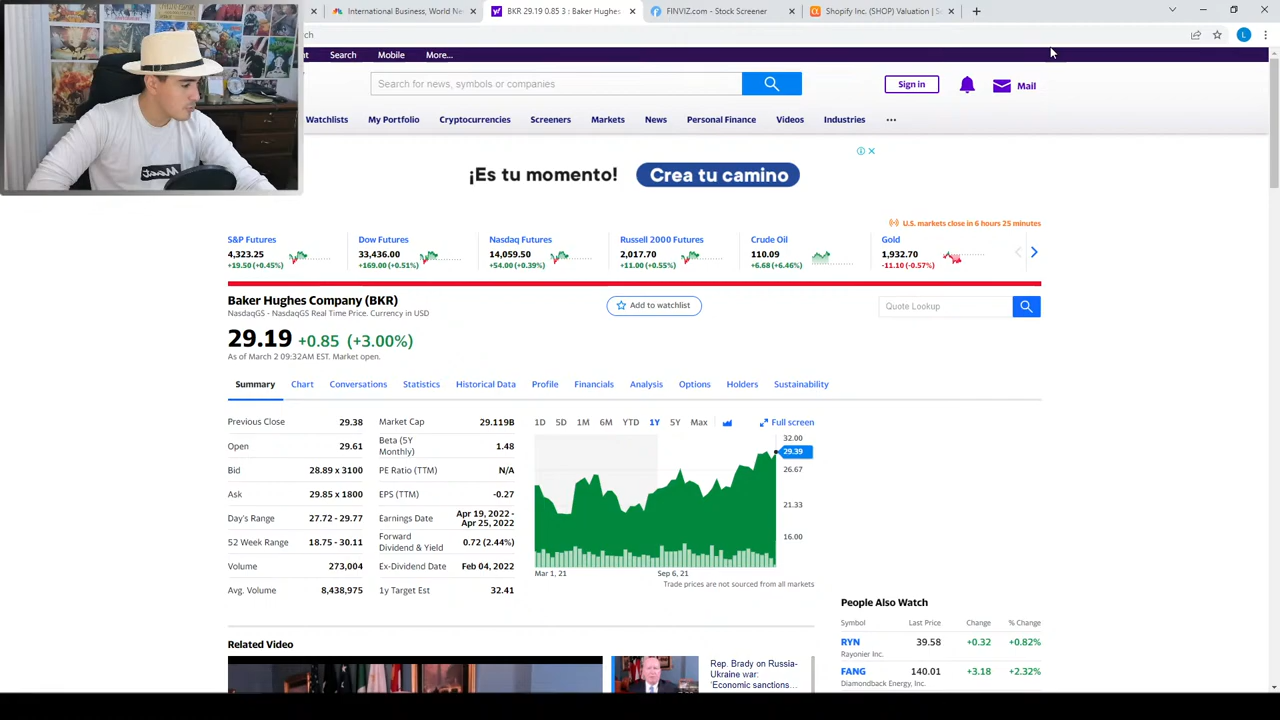 International Business, World Ne
BKR 29.19 0.85 3 : Baker Hughes
FINVIZ.com - Stock Screener
Shopify Inc. (SHOP) Valuation | Se
ch
L
Search Mobile More...
Search for news, symbols or companies
Sign in
Mail
Watchlists My Portfolio Cryptocurrencies Screeners Markets News Personal Finance Videos Industries ...
¡Es tu momento! Crea tu camino
U.S. markets close in 6 hours 25 minutes
S&P Futures Dow Futures Nasdaq Futures Russell 2000 Futures Crude Oil Gold
4,323.25 33,436.00 14,059.50 2,017.70 110.09 1,932.70
+19.50 (+0.45%) +169.00 (+0.51%) +54.00 (+0.39%) +11.00 (+0.55%) +6.68 (+6.46%) -11.10 (-0.57%)
Baker Hughes Company (BKR)
NasdaqGS - NasdaqGS Real Time Price. Currency in USD
Add to watchlist
Quote Lookup
29.19 +0.85 (+3.00%)
As of March 2 09:32AM EST. Market open.
Summary Chart Conversations Statistics Historical Data Profile Financials Analysis Options Holders Sustainability
Previous Close 29.38
Open 29.61
Bid 28.89 x 3100
Ask 29.85 x 1800
Day's Range 27.72 - 29.77
52 Week Range 18.75 - 30.11
Volume 273,004
Avg. Volume 8,438,975
Market Cap 29.119B
Beta (5Y
Monthly) 1.48
PE Ratio (TTM) N/A
EPS (TTM) -0.27
Earnings Date Apr 19, 2022 -
Apr 25, 2022
Forward
Dividend & Yield 0.72 (2.44%)
Ex-Dividend Date Feb 04, 2022
1y Target Est 32.41
1D 5D 1M 6M YTD 1Y 5Y Max Full screen
32.00
29.39
26.67
21.33
16.00
Mar 1, 21 Sep 6, 21
Trade prices are not sourced from all markets
People Also Watch
Symbol Last Price Change % Change
RYN 39.58 +0.32 +0.82%
Rayonier Inc.
FANG 140.01 +3.18 +2.32%
Diamondback Energy, Inc.
Related Video
Rep. Brady on Russia-
Ukraine war:
'Economic sanctions...